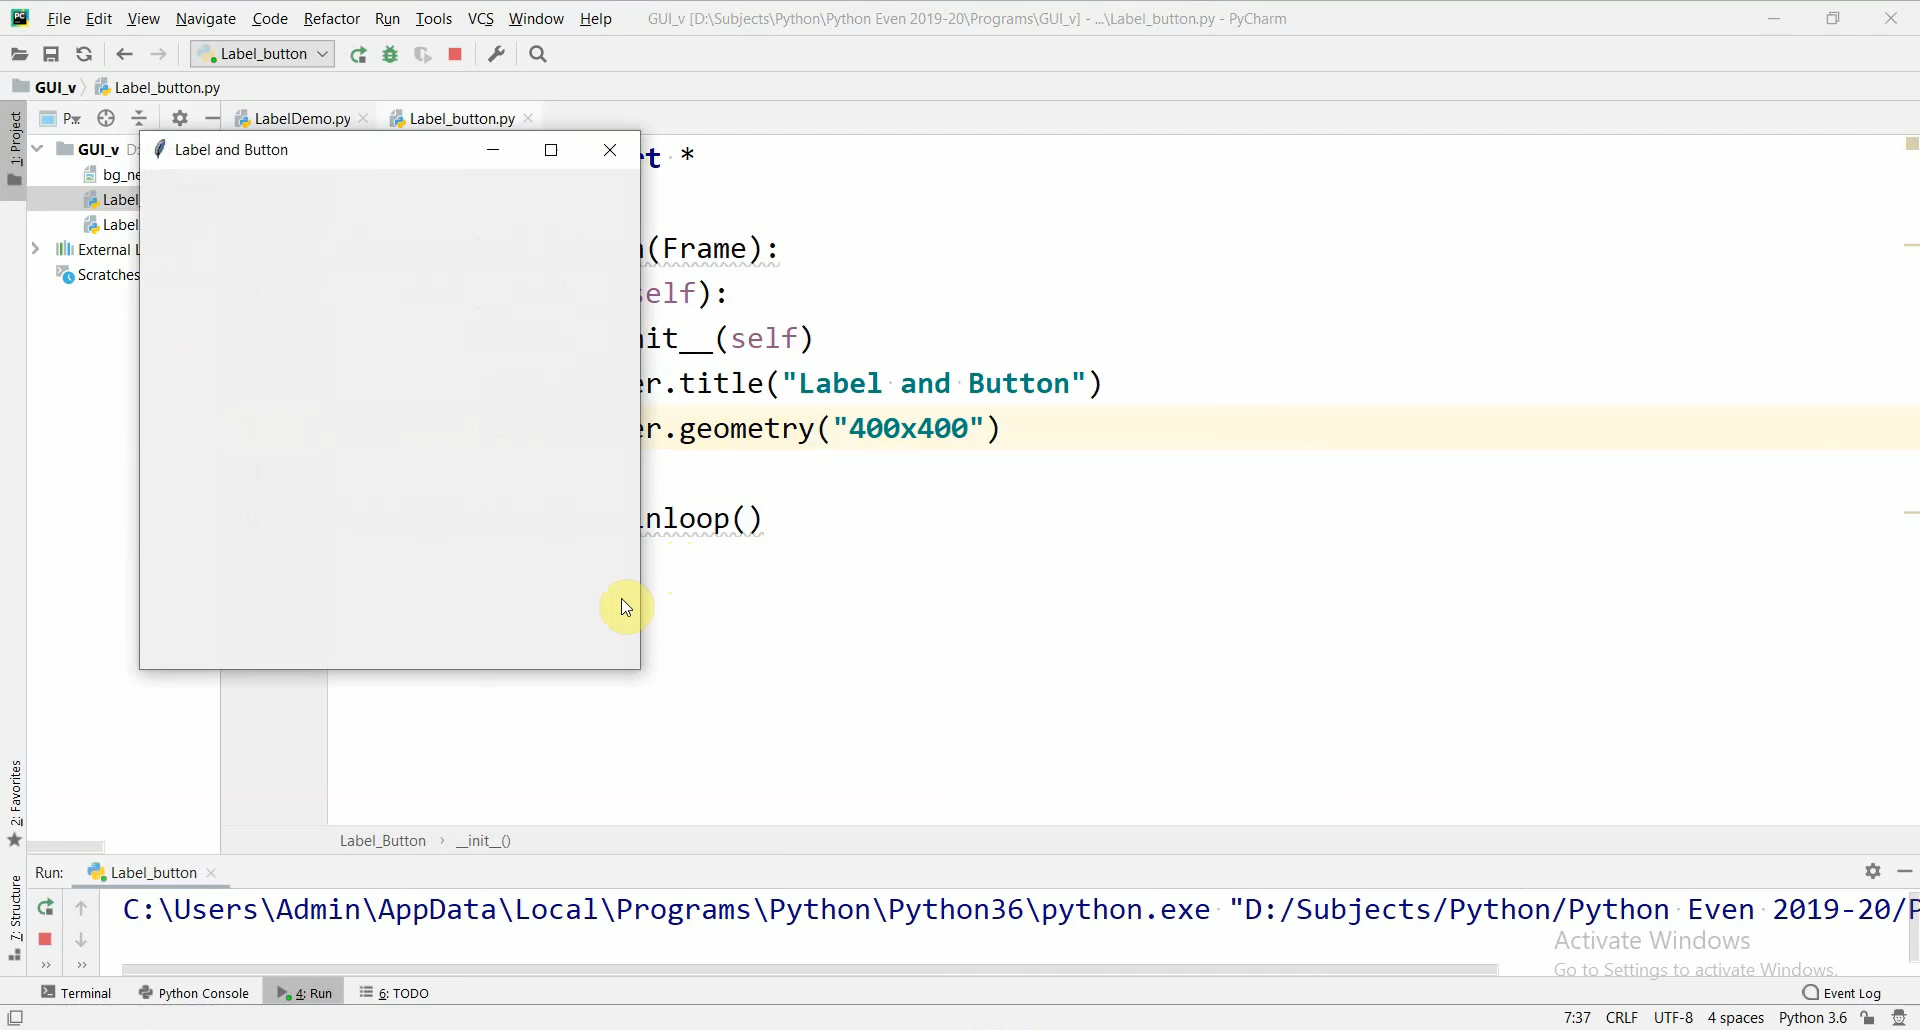 File Edit View Navigate Code Refactor Run Tools VCS Window Help GUI_v [D:\Subjects\Python\Python Even 2019-20\Programs\GUI_v] - ...\Label_button.py - PyCharm
Label_button
GUI_v Label_button.py
1: Project
P... LabelDemo.py Label_button.py
GUI_v D:
Label and Button
bg_ne
Label
Label
External L
Scratches
rt *
(Frame):
self):
it__(self)
er.title("Label and Button")
er.geometry("400x400")
nloop()
2: Favorites
7: Structure
Label_Button › __init__()
Run: Label_button
C:\Users\Admin\AppData\Local\Programs\Python\Python36\python.exe "D:/Subjects/Python/Python Even 2019-20/P
Activate Windows
Go to Settings to activate Windows.
Terminal Python Console 4: Run 6: TODO Event Log
7:37 CRLF UTF-8 4 spaces Python 3.6